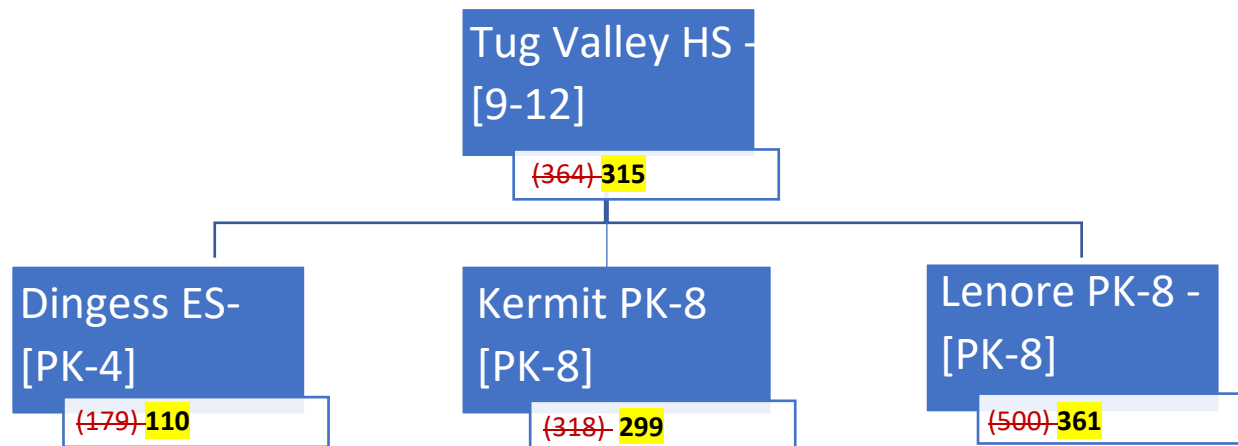 Tug Valley HS -
[9-12]
(364) 315
Dingess ES-
[PK-4]
(179) 110
Kermit PK-8
[PK-8]
(318) 299
Lenore PK-8 -
[PK-8]
(500) 361